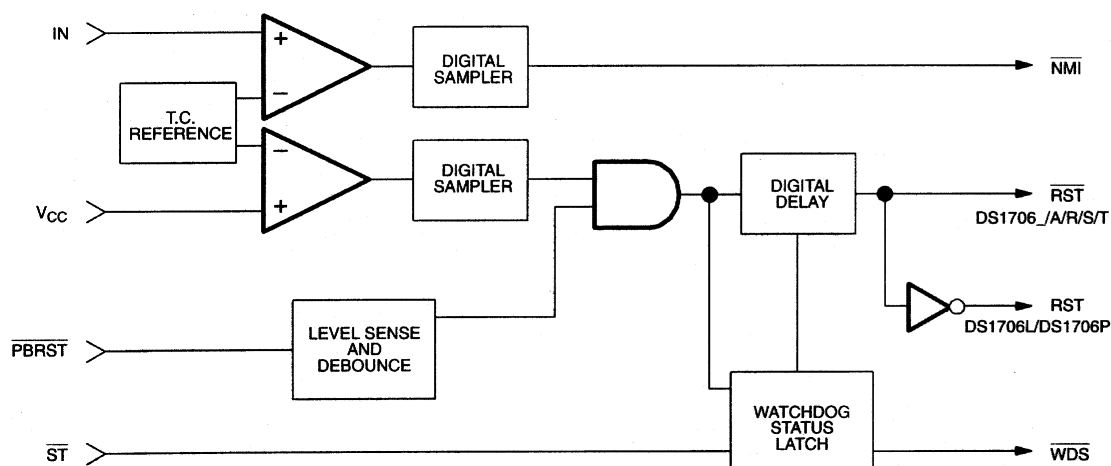 IN
+
−
DIGITAL
SAMPLER
NMI
T.C.
REFERENCE
−
+
DIGITAL
SAMPLER
DIGITAL
DELAY
RST
DS1706_/A/R/S/T
VCC
RST
DS1706L/DS1706P
PBRST
LEVEL SENSE
AND
DEBOUNCE
WATCHDOG
STATUS
LATCH
ST
WDS